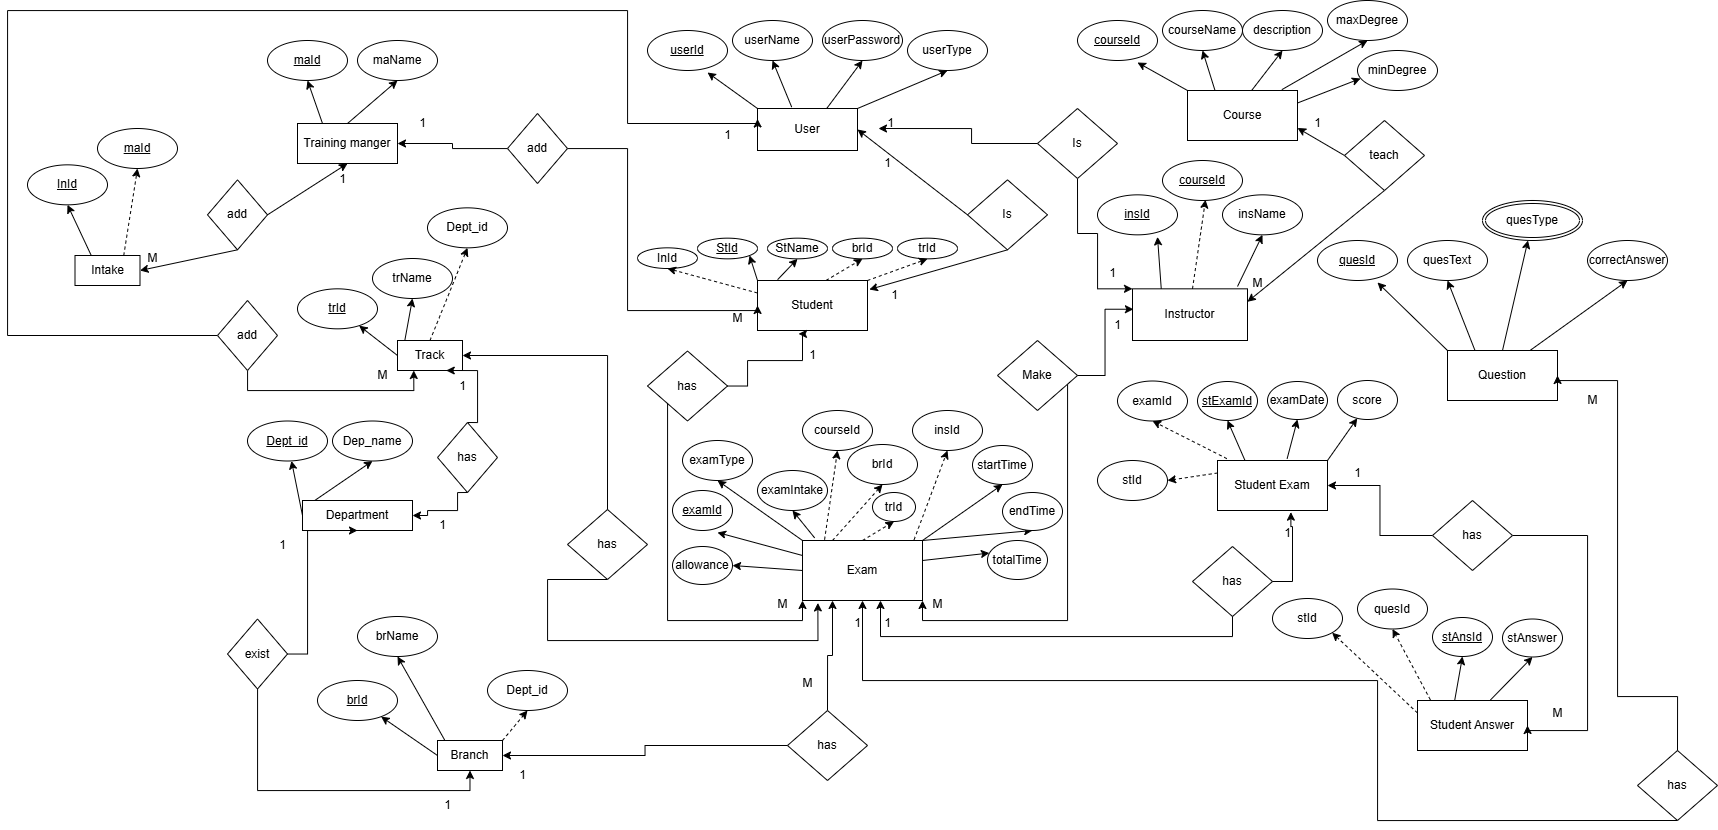 maxDegree
courseName
description
courseId
minDegree
userName
userPassword
userId
userType
maId
maName
Course
User
Training manger
1
1
1
1
add
Is
teach
maId
InId
1
1
courseId
add
Is
insId
insName
quesType
Dept_id
StId
StName
brId
trId
InId
M
Intake
quesId
quesText
correctAnswer
trName
1
M
1
trId
Student
Instructor
M
add
1
Track
1
M
1
has
Make
Question
examId
stExamId
examDate
score
M
courseId
insId
Dept_id
Dep_name
has
examType
brId
startTime
1
stId
Student Exam
examIntake
trId
examId
endTime
Department
1
1
1
has
has
allowance
Exam
totalTime
has
M
M
quesId
stId
1
1
brName
stAnsId
stAnswer
exist
M
Dept_id
brId
M
Student Answer
has
Branch
1
has
1